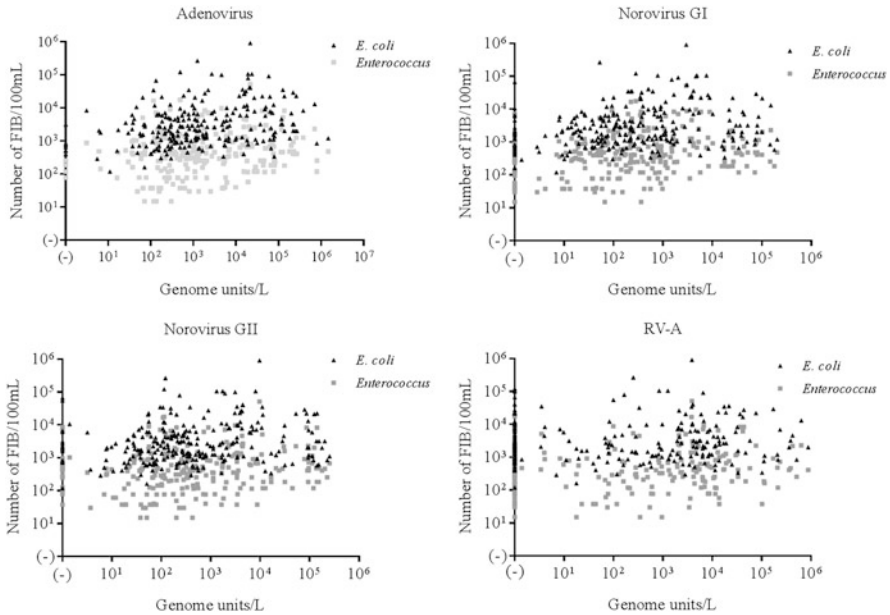 Adenovirus
Number of FIB/100mL
10⁶
10⁵
10⁴
10³
10²
10¹
(-)
(-)
10¹
10²
10³
10⁴
10⁵
10⁶
10⁷
Genome units/L
E. coli
Enterococcus
Norovirus GI
Number of FIB/100mL
10⁶
10⁵
10⁴
10³
10²
10¹
(-)
(-)
10¹
10²
10³
10⁴
10⁵
10⁶
Genome units/L
E. coli
Enterococcus
Norovirus GII
Number of FIB/100mL
10⁶
10⁵
10⁴
10³
10²
10¹
(-)
(-)
10¹
10²
10³
10⁴
10⁵
10⁶
Genome units/L
E. coli
Enterococcus
RV-A
Number of FIB/100mL
10⁶
10⁵
10⁴
10³
10²
10¹
(-)
(-)
10¹
10²
10³
10⁴
10⁵
10⁶
Genome units/L
E. coli
Enterococcus